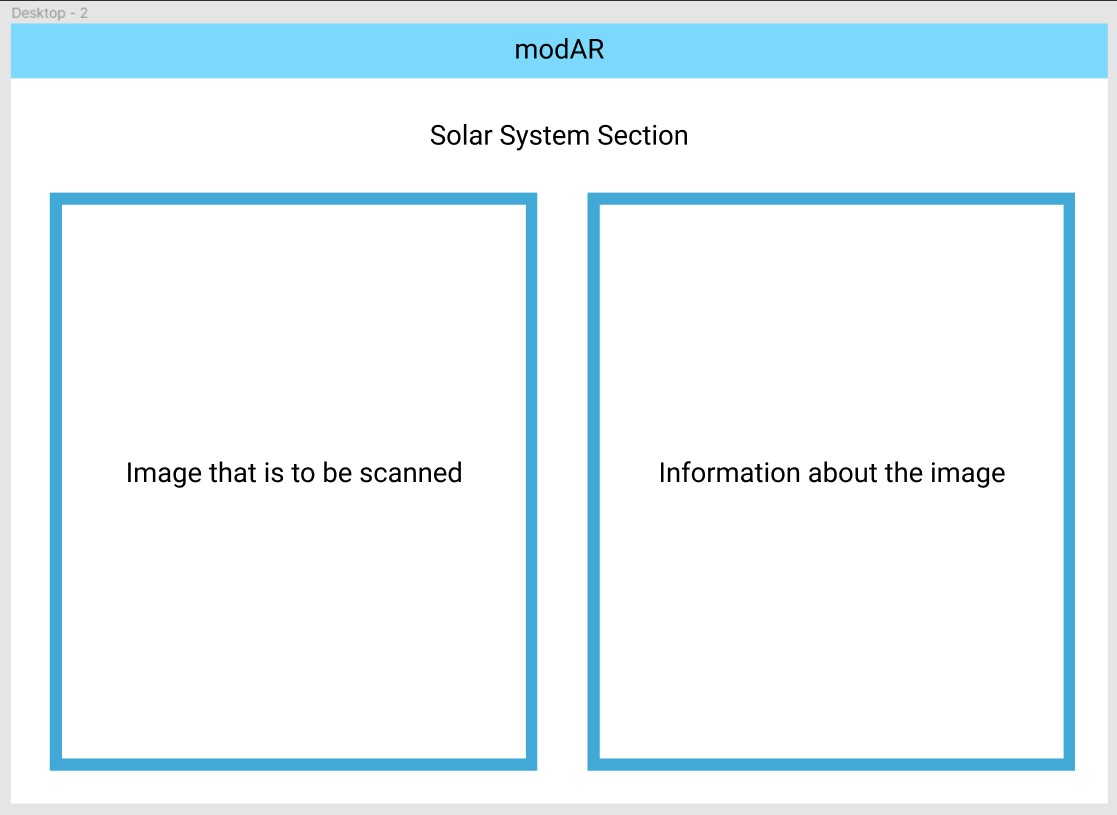 Desktop - 2
modAR
Solar System Section
Image that is to be scanned
Information about the image